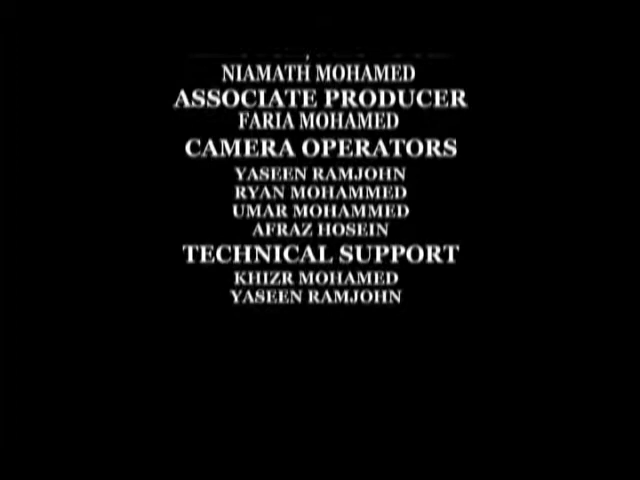 NIAMATH MOHAMED
ASSOCIATE PRODUCER
FARIA MOHAMED
CAMERA OPERATORS
YASEEN RAMJOHN
RYAN MOHAMMED
UMAR MOHAMMED
AFRAZ HOSEIN
TECHNICAL SUPPORT
KHIZR MOHAMED
YASEEN RAMJOHN